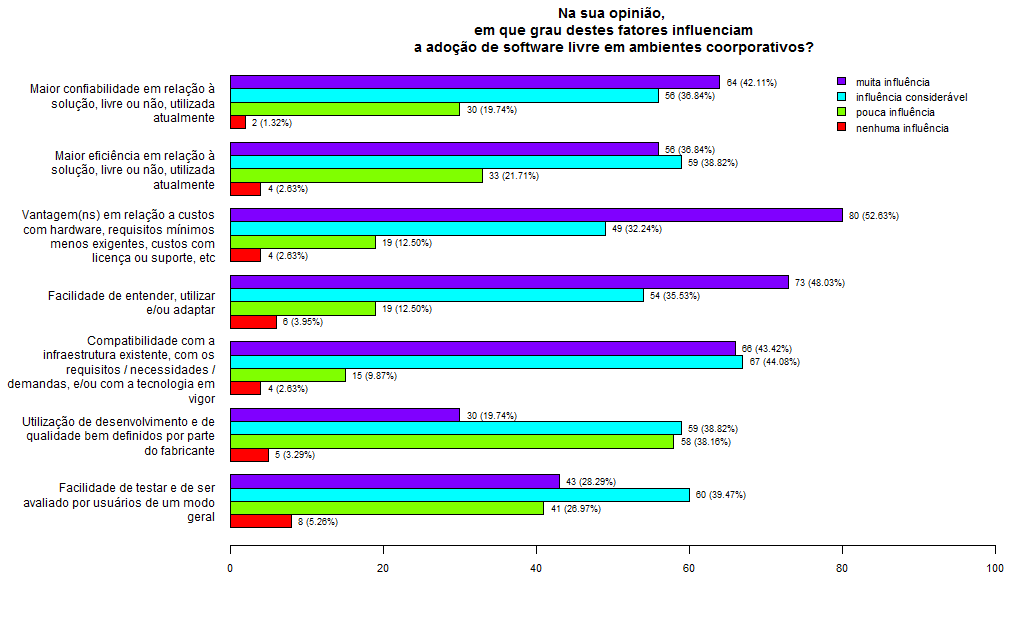 Na sua opinião,
em que grau destes fatores influenciam
a adoção de software livre em ambientes coorporativos?
muita influência
influência considerável
pouca influência
nenhuma influência
Maior confiabilidade em relação à
solução, livre ou não, utilizada
atualmente
64 (42.11%)
56 (36.84%)
30 (19.74%)
2 (1.32%)
Maior eficiência em relação à
solução, livre ou não, utilizada
atualmente
56 (36.84%)
59 (38.82%)
33 (21.71%)
4 (2.63%)
Vantagem(ns) em relação a custos
com hardware, requisitos mínimos
menos exigentes, custos com
licença ou suporte, etc
80 (52.63%)
49 (32.24%)
19 (12.50%)
4 (2.63%)
Facilidade de entender, utilizar
e/ou adaptar
73 (48.03%)
54 (35.53%)
19 (12.50%)
6 (3.95%)
Compatibilidade com a
infraestrutura existente, com os
requisitos / necessidades /
demandas, e/ou com a tecnologia em
vigor
66 (43.42%)
67 (44.08%)
15 (9.87%)
4 (2.63%)
Utilização de desenvolvimento e de
qualidade bem definidos por parte
do fabricante
30 (19.74%)
59 (38.82%)
58 (38.16%)
5 (3.29%)
Facilidade de testar e de ser
avaliado por usuários de um modo
geral
43 (28.29%)
60 (39.47%)
41 (26.97%)
8 (5.26%)
0 20 40 60 80 100